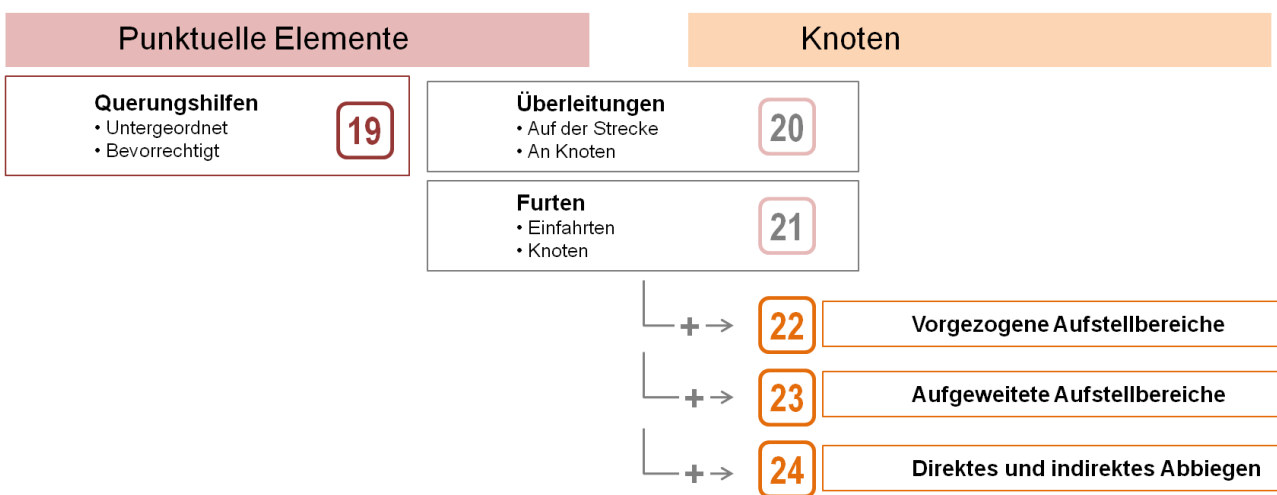 Punktuelle Elemente
Knoten
Querungshilfen
• Untergeordnet
• Bevorrechtigt
19
Überleitungen
• Auf der Strecke
• An Knoten
20
Furten
• Einfahrten
• Knoten
21
+ → 22 Vorgezogene Aufstellbereiche
+ → 23 Aufgeweitete Aufstellbereiche
+ → 24 Direktes und indirektes Abbiegen